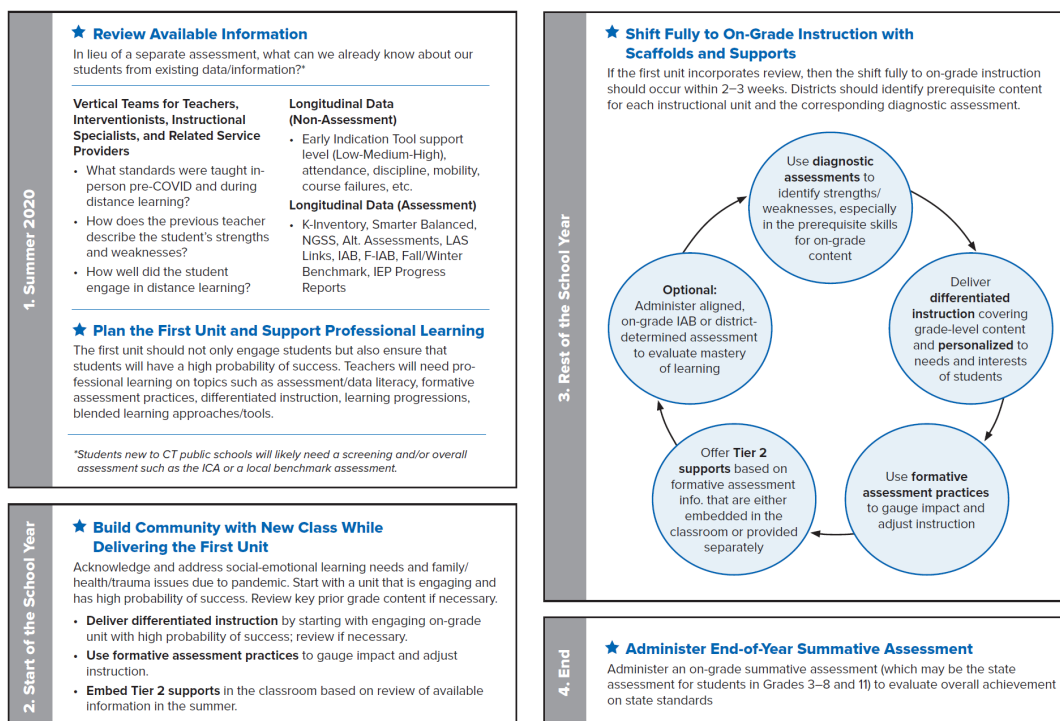 1. Summer 2020
Review Available Information
In lieu of a separate assessment, what can we already know about our
students from existing data/information?*
Vertical Teams for Teachers,
Interventionists, Instructional
Specialists, and Related Service
Providers
• What standards were taught in-
person pre-COVID and during
distance learning?
• How does the previous teacher
describe the student’s strengths
and weaknesses?
• How well did the student
engage in distance learning?
Longitudinal Data
(Non-Assessment)
• Early Indication Tool support
level (Low-Medium-High),
attendance, discipline, mobility,
course failures, etc.
Longitudinal Data (Assessment)
• K-Inventory, Smarter Balanced,
NGSS, Alt. Assessments, LAS
Links, IAB, F-IAB, Fall/Winter
Benchmark, IEP Progress
Reports
Plan the First Unit and Support Professional Learning
The first unit should not only engage students but also ensure that
students will have a high probability of success. Teachers will need pro-
fessional learning on topics such as assessment/data literacy, formative
assessment practices, differentiated instruction, learning progressions,
blended learning approaches/tools.
*Students new to CT public schools will likely need a screening and/or overall
assessment such as the ICA or a local benchmark assessment.
2. Start of the School Year
Build Community with New Class While
Delivering the First Unit
Acknowledge and address social-emotional learning needs and family/
health/trauma issues due to pandemic. Start with a unit that is engaging and
has high probability of success. Review key prior grade content if necessary.
• Deliver differentiated instruction by starting with engaging on-grade
unit with high probability of success; review if necessary.
• Use formative assessment practices to gauge impact and adjust
instruction.
• Embed Tier 2 supports in the classroom based on review of available
information in the summer.
3. Rest of the School Year
Shift Fully to On-Grade Instruction with
Scaffolds and Supports
If the first unit incorporates review, then the shift fully to on-grade instruction
should occur within 2–3 weeks. Districts should identify prerequisite content
for each instructional unit and the corresponding diagnostic assessment.
Use diagnostic
assessments to
identify strengths/
weaknesses, especially
in the prerequisite skills
for on-grade
content
Deliver
differentiated
instruction covering
grade-level content
and personalized to
needs and interests
of students
Use formative
assessment practices
to gauge impact and
adjust instruction
Offer Tier 2
supports based on
formative assessment
info. that are either
embedded in the
classroom or provided
separately
Optional:
Administer aligned,
on-grade IAB or district-
determined assessment
to evaluate mastery
of learning
4. End
Administer End-of-Year Summative Assessment
Administer an on-grade summative assessment (which may be the state
assessment for students in Grades 3–8 and 11) to evaluate overall achievement
on state standards